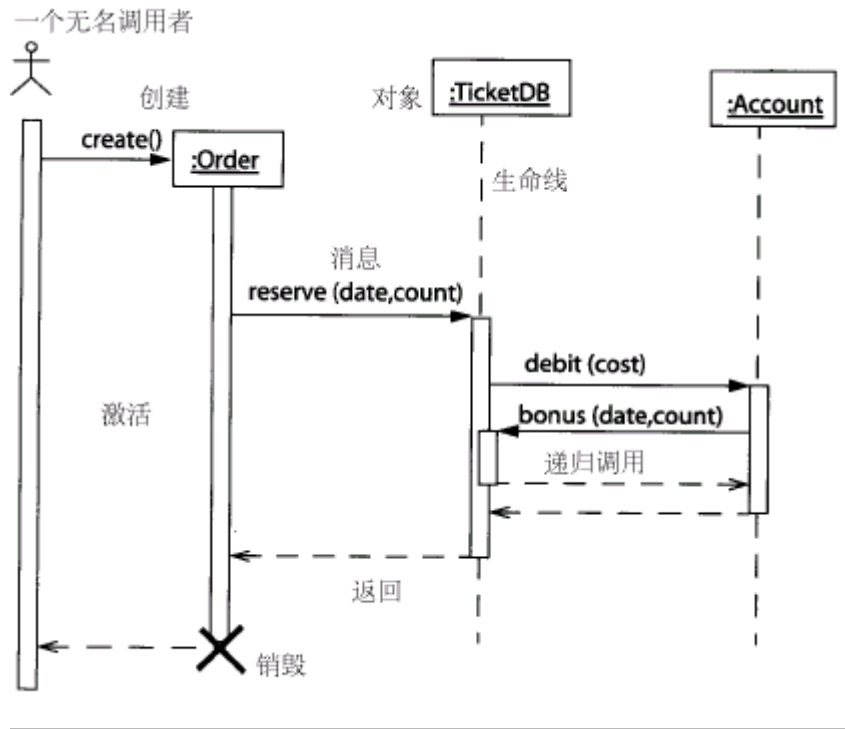 一个无名调用者
创建
对象
:TicketDB
:Account
create()
:Order
生命线
消息
reserve (date,count)
debit (cost)
激活
bonus (date,count)
递归调用
返回
销毁